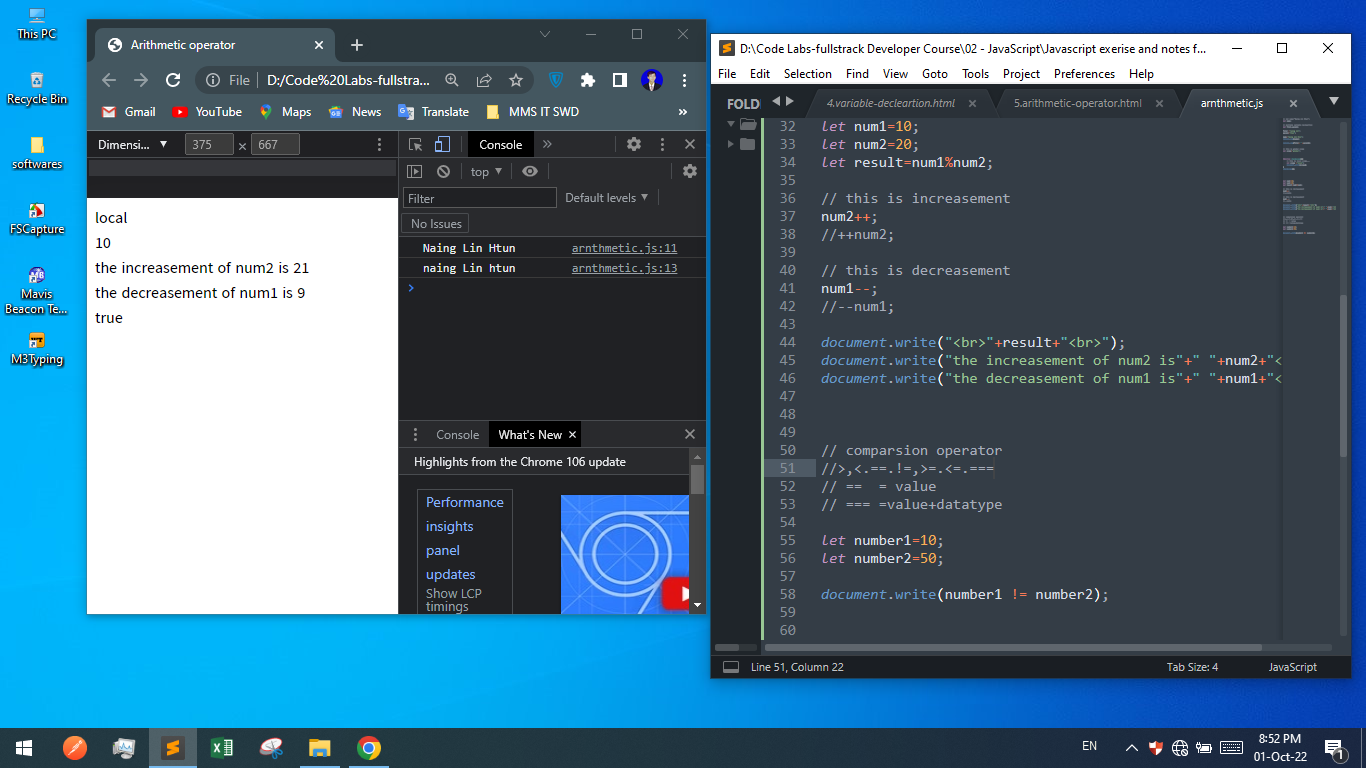 This PC
Recycle Bin
softwares
FSCapture
Mavis
Beacon Te...
M3Typing
Arithmetic operator
File
D:/Code%20Labs-fullstra...
Gmail
YouTube
Maps
News
Translate
MMS IT SWD
»
Dimensi...
375
×
667
Console
»
top
Filter
Default levels
No Issues
Naing Lin Htun arnthmetic.js:11
naing Lin htun arnthmetic.js:13
local
10
the increasement of num2 is 21
the decreasement of num1 is 9
true
Console
What's New
Highlights from the Chrome 106 update
Performance
insights
panel
updates
Show LCP
timings
D:\Code Labs-fullstrack Developer Course\02 - JavaScript\Javascript exerise and notes f...
File Edit Selection Find View Goto Tools Project Preferences Help
FOLD
4.variable-decleartion.html
5.arithmetic-operator.html
arnthmetic.js
32 let num1=10;
33 let num2=20;
34 let result=num1%num2;
35
36 // this is increasement
37 num2++;
38 //++num2;
39
40 // this is decreasement
41 num1--;
42 //--num1;
43
44 document.write("<br>"+result+"<br>");
45 document.write("the increasement of num2 is"+" "+num2+"<
46 document.write("the decreasement of num1 is"+" "+num1+"<
47
48
49
50 // comparsion operator
51 //>,<.==.!=,>=.<=.===
52 // ==  = value
53 // === =value+datatype
54
55 let number1=10;
56 let number2=50;
57
58 document.write(number1 != number2);
59
60
Line 51, Column 22
Tab Size: 4
JavaScript
EN
8:52 PM
01-Oct-22
1